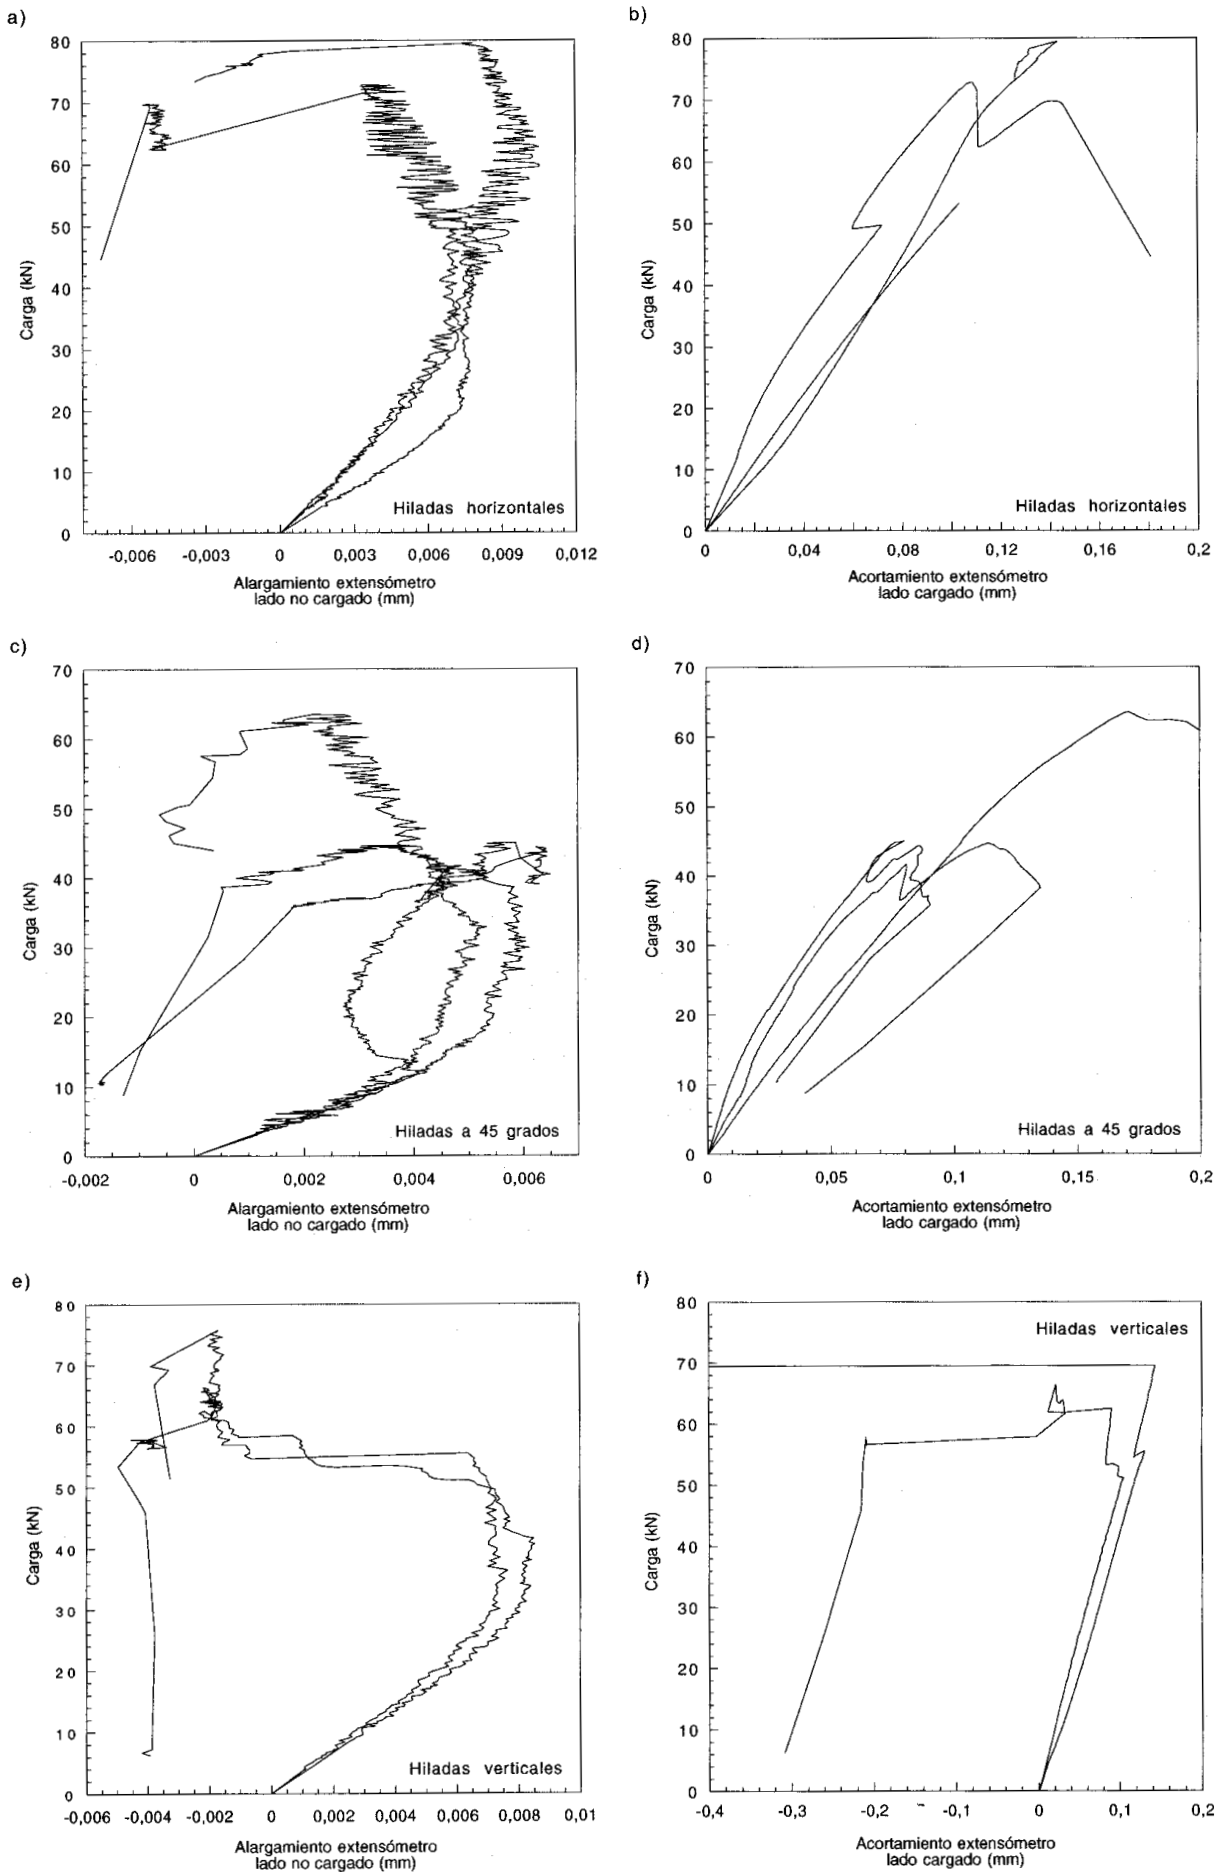 a)
80
70
60
50
40
30
20
10
0
Carga (kN)
Hiladas horizontales
-0,006 -0,003 0 0,003 0,006 0,009 0,012
Alargamiento extensómetro
lado no cargado (mm)
b)
80
70
60
50
40
30
20
10
0
Carga (kN)
Hiladas horizontales
0 0,04 0,08 0,12 0,16 0,2
Acortamiento extensómetro
lado cargado (mm)
c)
70
60
50
40
30
20
10
0
Carga (kN)
Hiladas a 45 grados
-0,002 0 0,002 0,004 0,006
Alargamiento extensómetro
lado no cargado (mm)
d)
70
60
50
40
30
20
10
0
Carga (kN)
Hiladas a 45 grados
0 0,05 0,1 0,15 0,2
Acortamiento extensómetro
lado cargado (mm)
e)
80
70
60
50
40
30
20
10
0
Carga (kN)
Hiladas verticales
-0,006 -0,004 -0,002 0 0,002 0,004 0,006 0,008 0,01
Alargamiento extensómetro
lado no cargado (mm)
f)
80
Hiladas verticales
70
60
50
40
30
20
10
0
Carga (kN)
-0,4 -0,3 -0,2 -0,1 0 0,1 0,2
Acortamiento extensómetro
lado cargado (mm)